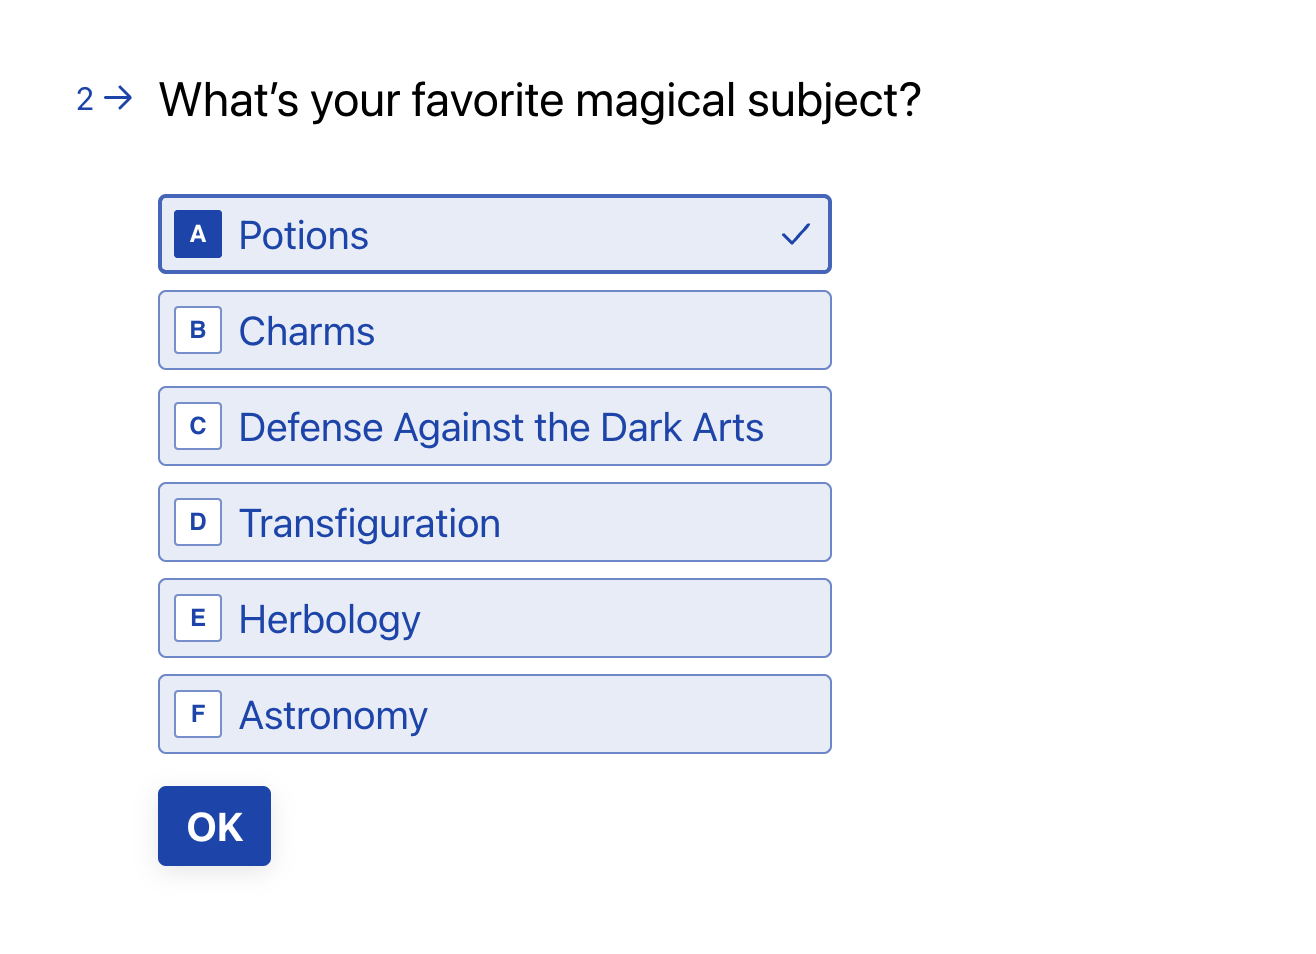 2 → What's your favorite magical subject?
A Potions
B Charms
C Defense Against the Dark Arts
D Transfiguration
E Herbology
F Astronomy
OK